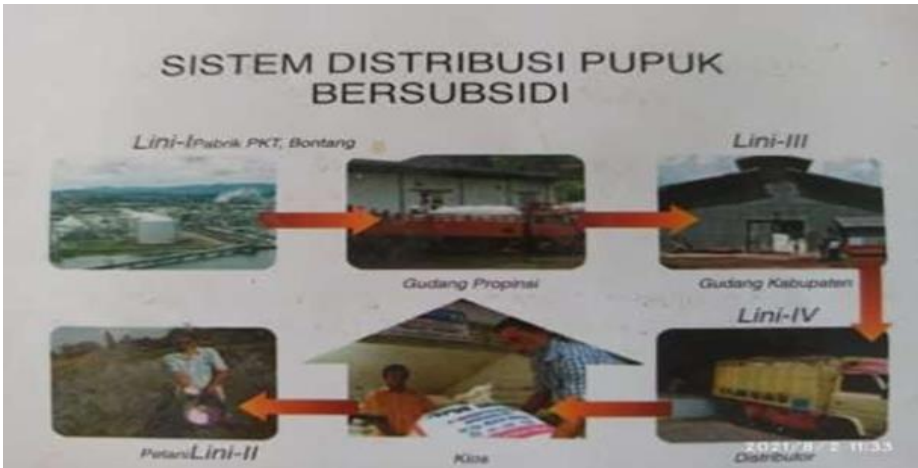 SISTEM DISTRIBUSI PUPUK
BERSUBSIDI
Lini-I Pabrik PKT, Bontang
Lini-III
Gudang Propinsi
Gudang Kabupaten
Lini-IV
Petani Lini-II
Kios
Distributor
2021/8/2 11:33